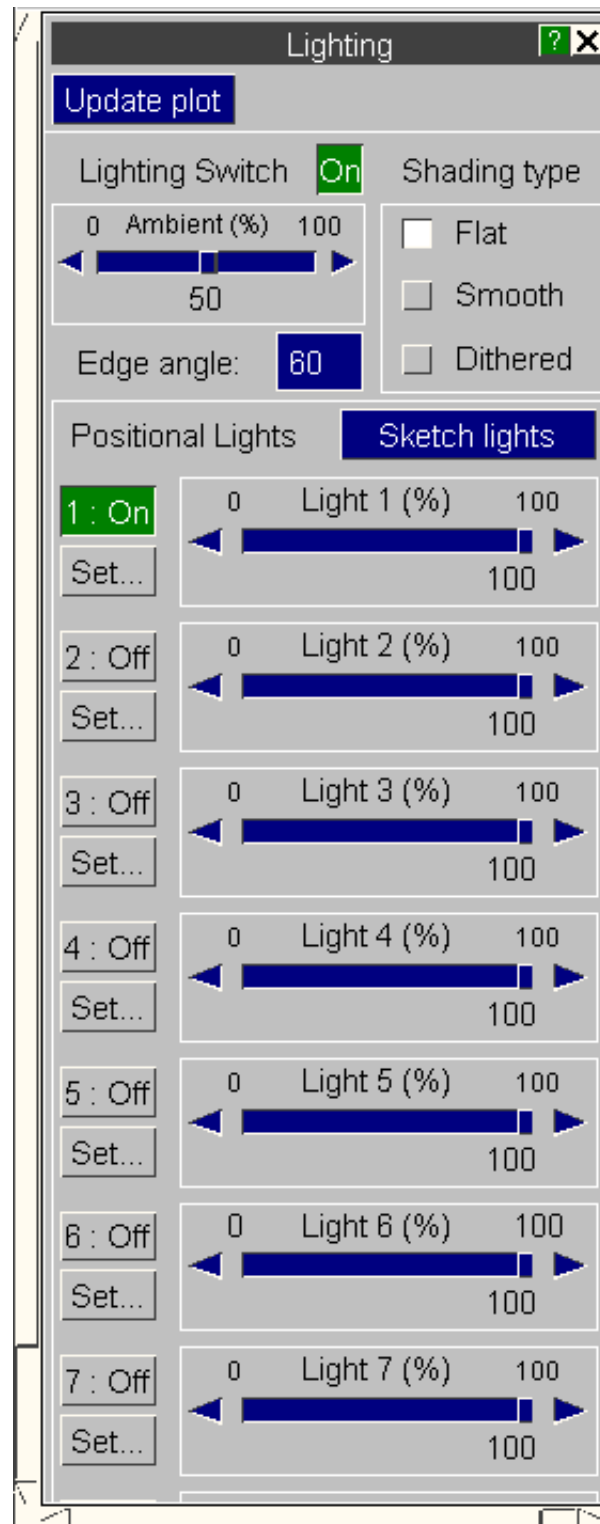 Lighting ? X
Update plot
Lighting Switch On Shading type
0 Ambient (%) 100
50
Flat
Smooth
Dithered
Edge angle: 60
Positional Lights Sketch lights
1 : On 0 Light 1 (%) 100
Set... 100
2 : Off 0 Light 2 (%) 100
Set... 100
3 : Off 0 Light 3 (%) 100
Set... 100
4 : Off 0 Light 4 (%) 100
Set... 100
5 : Off 0 Light 5 (%) 100
Set... 100
6 : Off 0 Light 6 (%) 100
Set... 100
7 : Off 0 Light 7 (%) 100
Set... 100